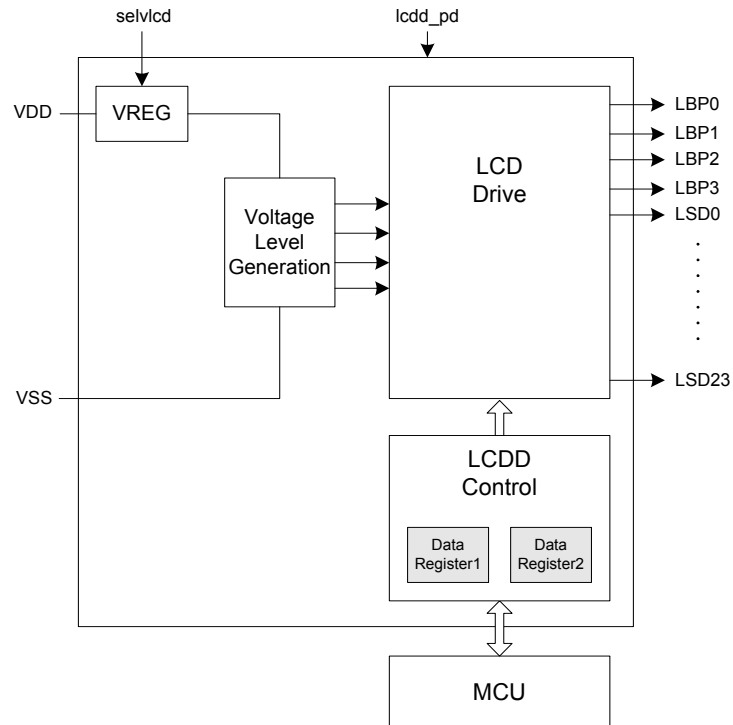 selvlcd
lcdd_pd
VDD
VREG
LBP0
LBP1
LBP2
LBP3
LSD0
LCD
Drive
Voltage
Level
Generation
LSD23
VSS
LCDD
Control
Data
Register1
Data
Register2
MCU